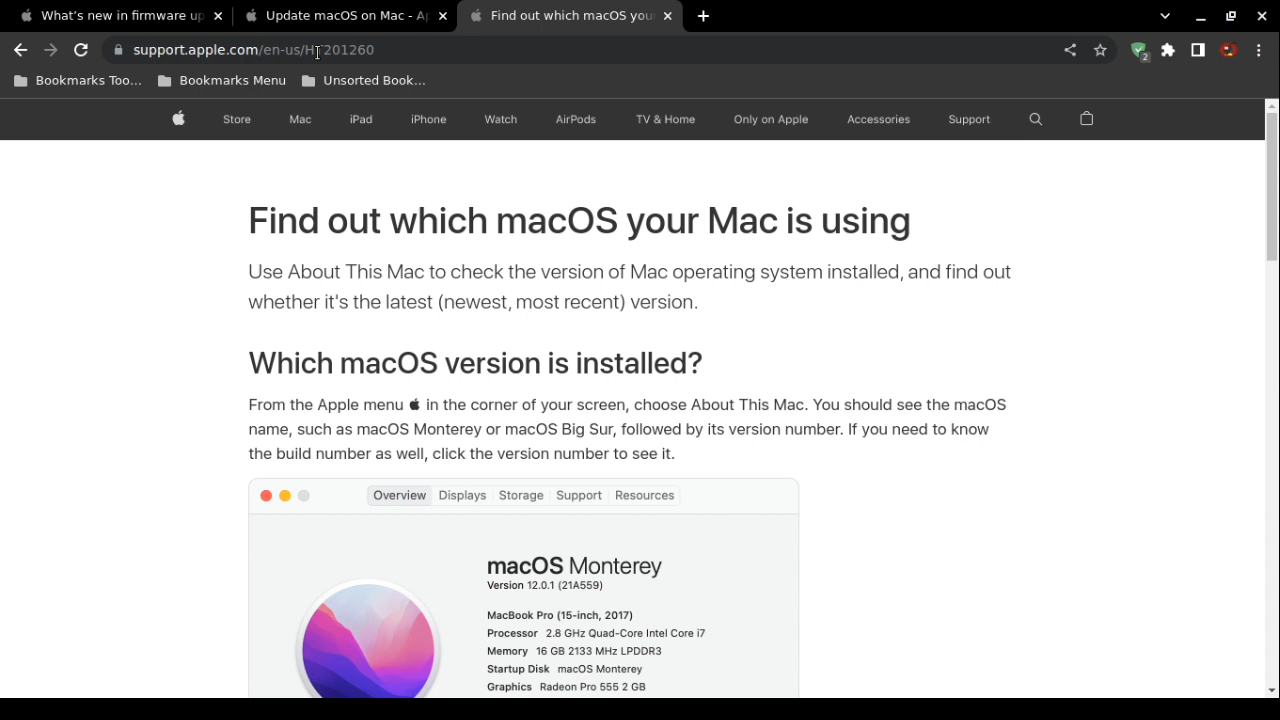 What's new in firmware up
Update macOS on Mac - Ap
Find out which macOS you
support.apple.com/en-us/HT201260
2
Bookmarks Too...
Bookmarks Menu
Unsorted Book...
Store Mac iPad iPhone Watch AirPods TV & Home Only on Apple Accessories Support
Find out which macOS your Mac is using
Use About This Mac to check the version of Mac operating system installed, and find out
whether it's the latest (newest, most recent) version.
Which macOS version is installed?
From the Apple menu in the corner of your screen, choose About This Mac. You should see the macOS
name, such as macOS Monterey or macOS Big Sur, followed by its version number. If you need to know
the build number as well, click the version number to see it.
Overview Displays Storage Support Resources
macOS Monterey
Version 12.0.1 (21A559)
MacBook Pro (15-inch, 2017)
Processor 2.8 GHz Quad-Core Intel Core i7
Memory 16 GB 2133 MHz LPDDR3
Startup Disk macOS Monterey
Graphics Radeon Pro 555 2 GB